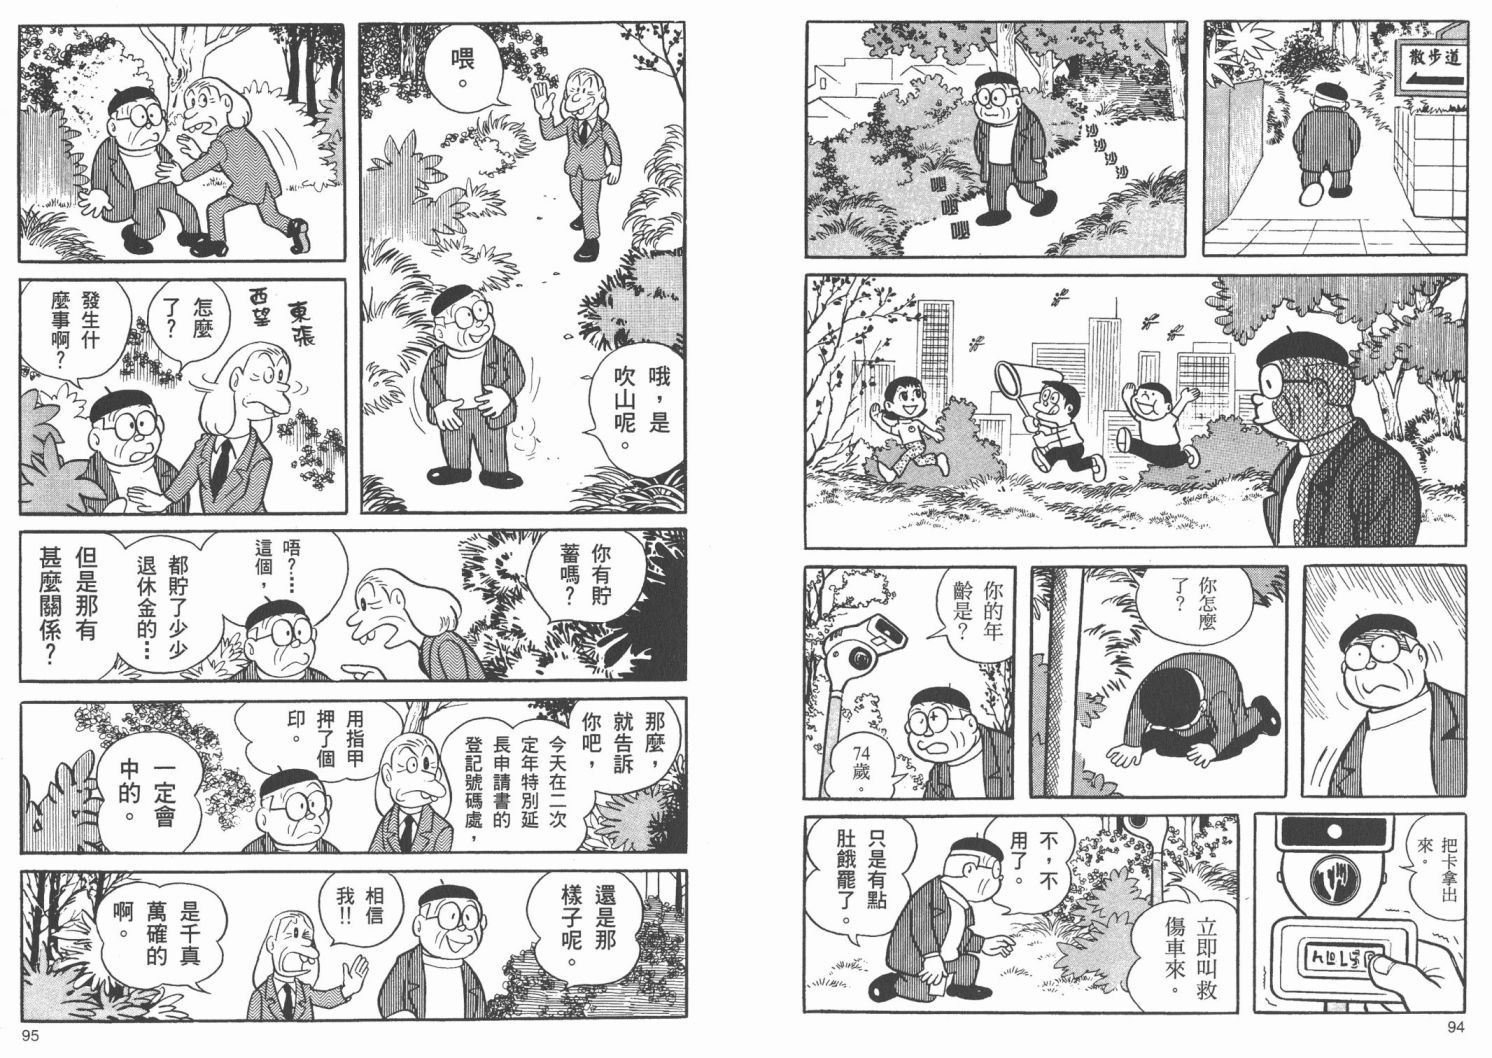 散步道
沙
沙
沙
沙
唧
唧
唧
你怎麼
了？
你的年
齡是？
74
歲。
把卡拿出
來。
不，不
用了。
只是有點
肚餓罷了。
立即叫救
傷車來。
94
喂。
哦，是
吹山呢。
東張
西望
怎麼
了？
發生什
麼事啊？
你有貯
蓄嗎？
唔？…
這個，
都貯了少少
退休金的…
但是那有
甚麼關係？
那麼，
就告訴
你吧，
今天在二次
定年特別延
長申請書的
登記號碼處，
用指甲
押了個
印。
一定會
中的。
還是那
樣子呢。
相信
我!!
是千真
萬確的
啊。
95